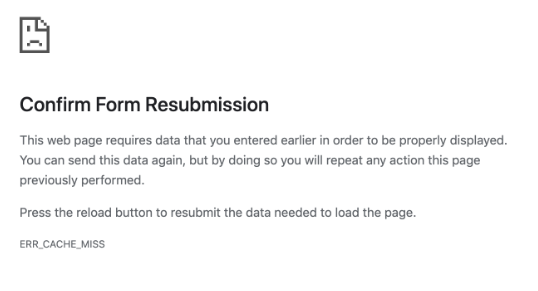 Confirm Form Resubmission
This web page requires data that you entered earlier in order to be properly displayed.
You can send this data again, but by doing so you will repeat any action this page
previously performed.
Press the reload button to resubmit the data needed to load the page.
ERR_CACHE_MISS